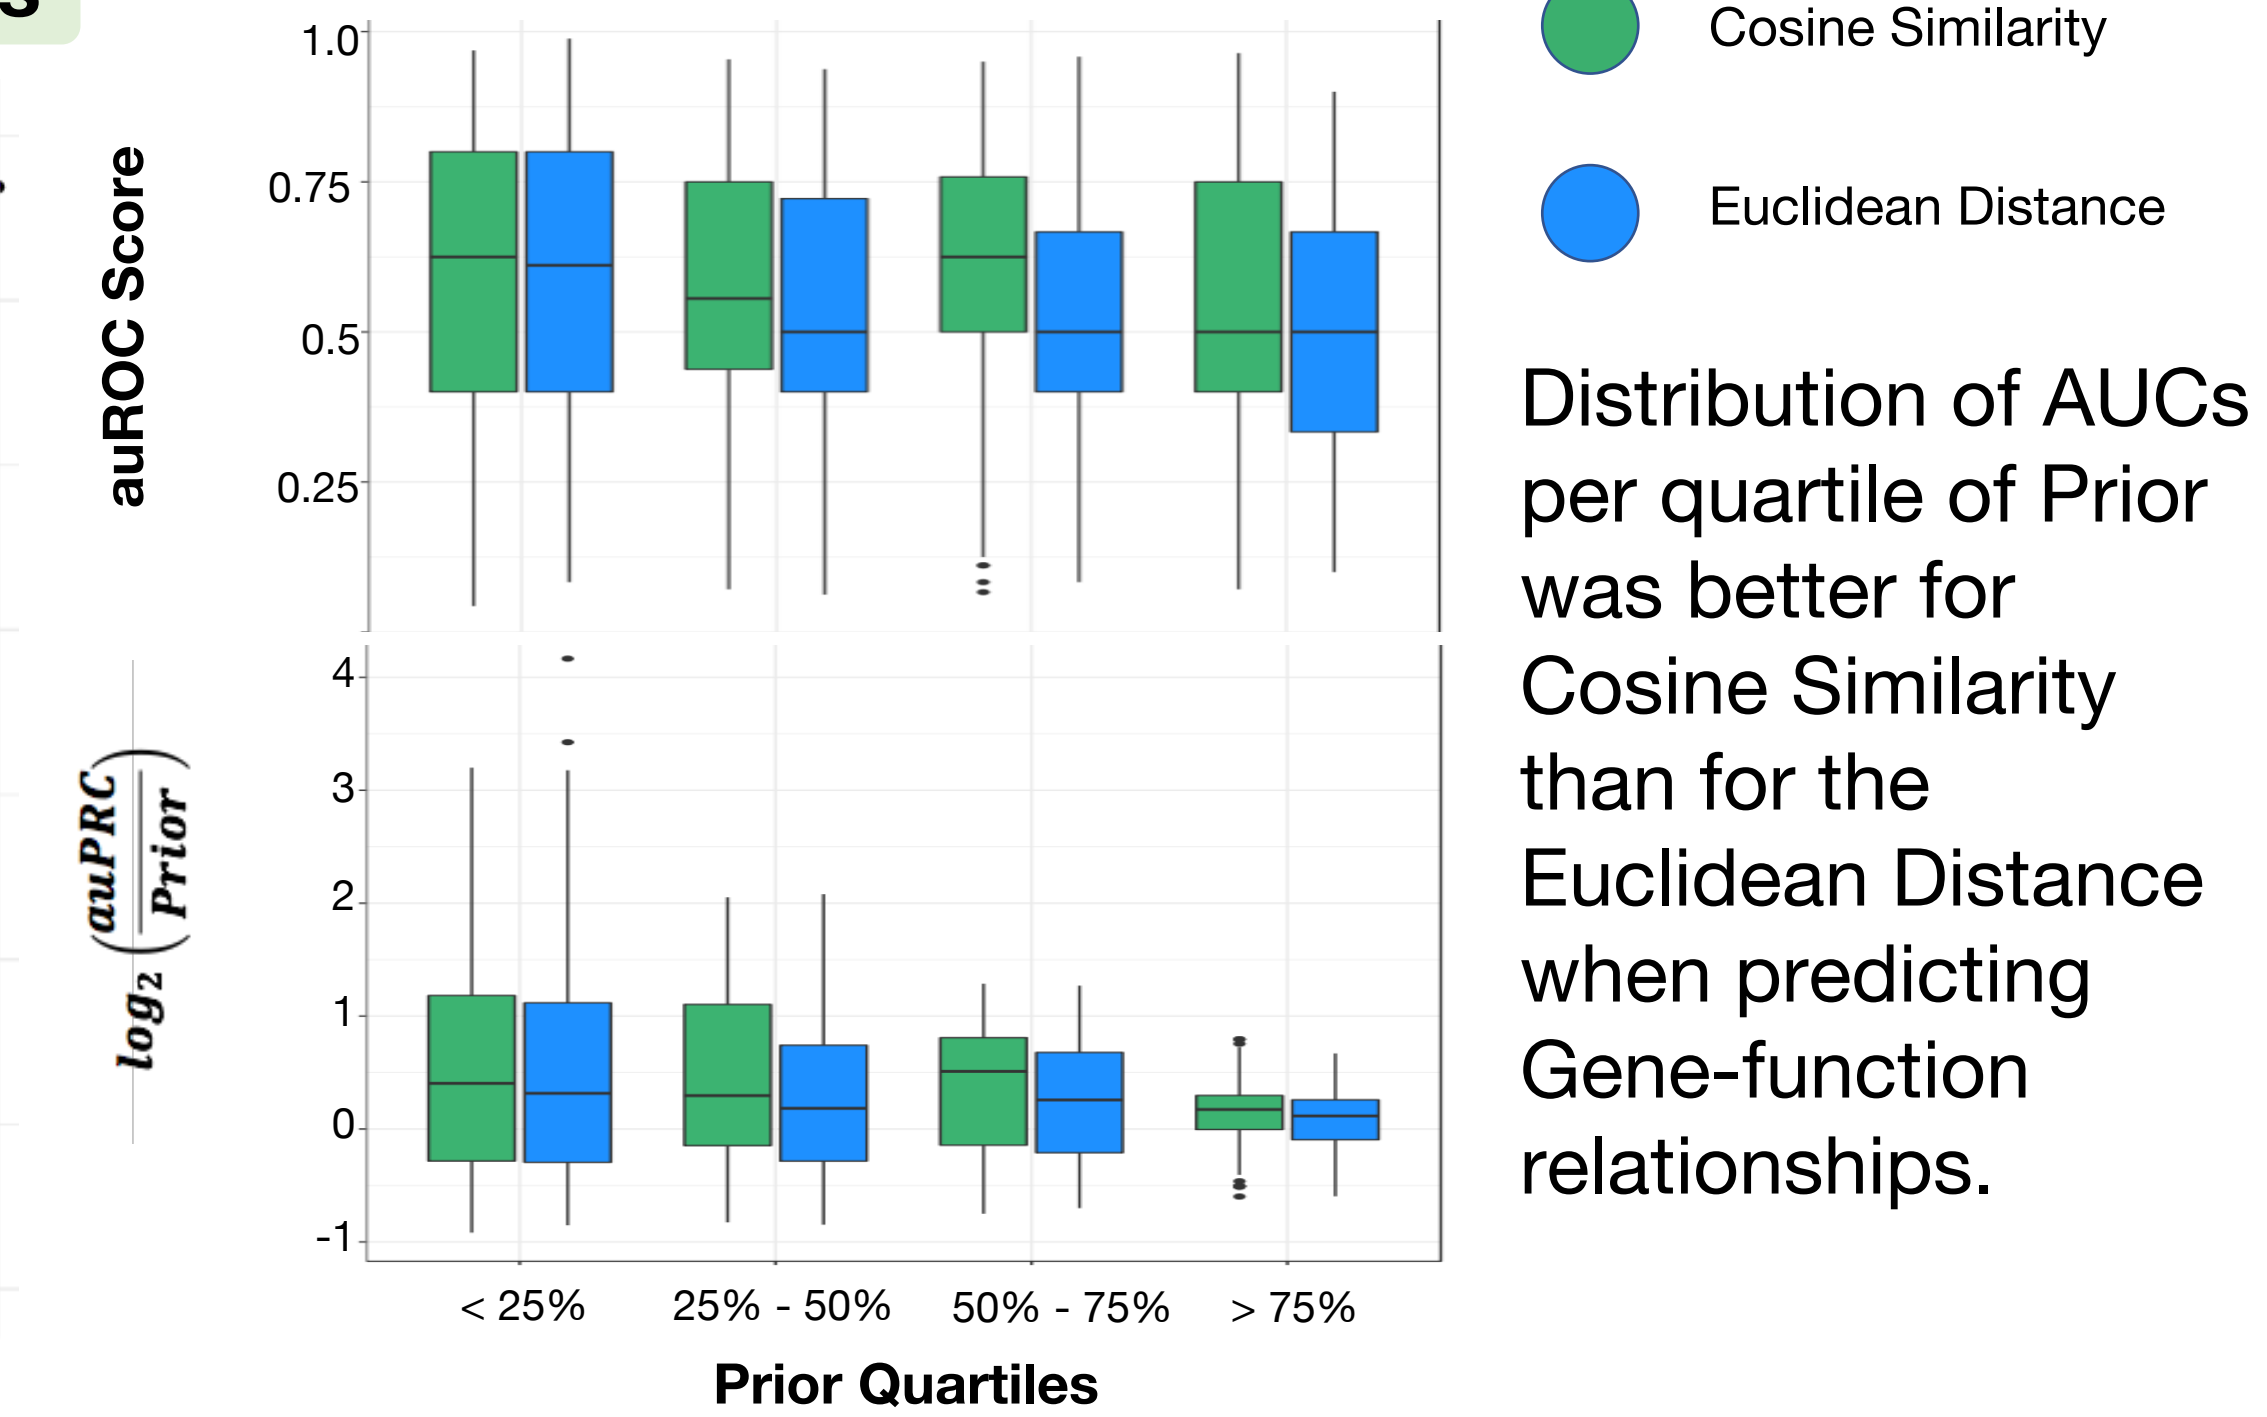 s
Cosine Similarity
Euclidean Distance
auROC Score
1.0
0.75
0.5
0.25
log2(auPRC/Prior)
4
3
2
1
0
-1
< 25%
25% - 50%
50% - 75%
> 75%
Prior Quartiles
Distribution of AUCs
per quartile of Prior
was better for
Cosine Similarity
than for the
Euclidean Distance
when predicting
Gene-function
relationships.